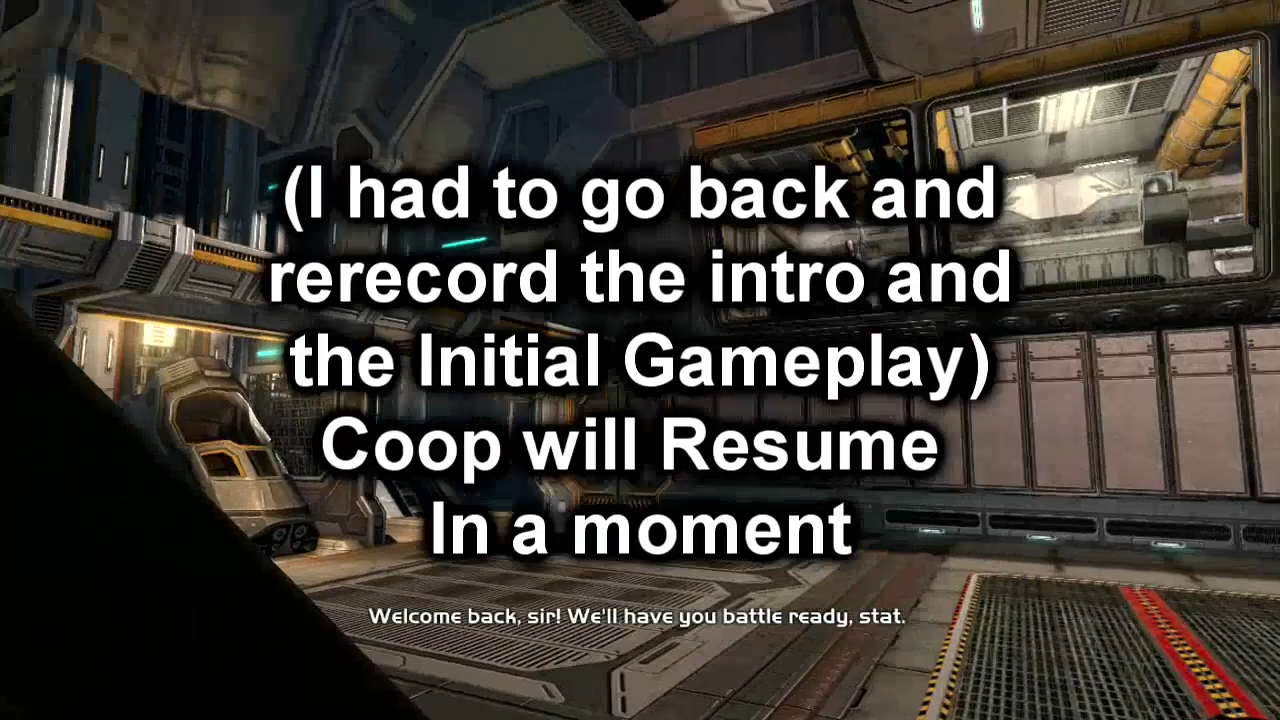 (I had to go back and
rerecord the intro and
the Initial Gameplay)
Coop will Resume
In a moment
Welcome back, sir! We'll have you battle ready, stat.